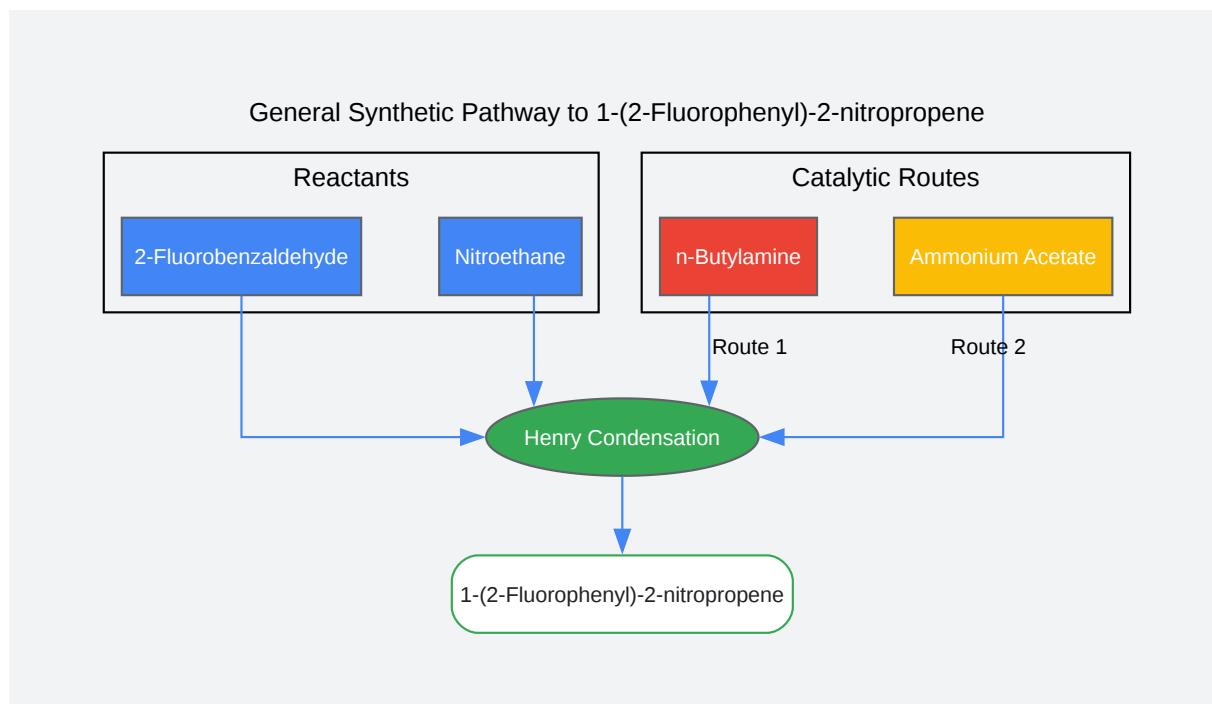 General Synthetic Pathway to 1-(2-Fluorophenyl)-2-nitropropene
Reactants
Catalytic Routes
2-Fluorobenzaldehyde
Nitroethane
n-Butylamine
Ammonium Acetate
Route 1
Route 2
Henry Condensation
1-(2-Fluorophenyl)-2-nitropropene